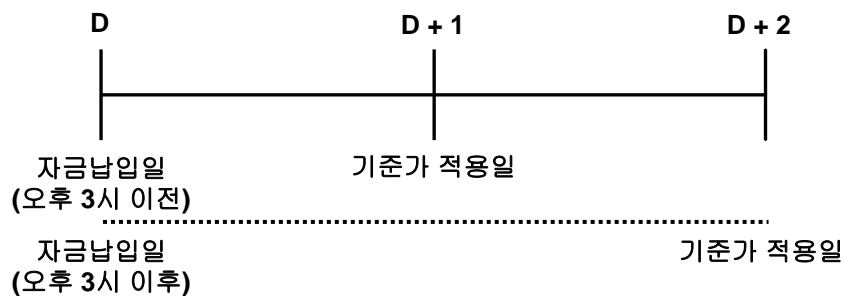 D D + 1 D + 2
자금납입일 기준가 적용일
(오후 3시 이전)
자금납입일 기준가 적용일
(오후 3시 이후)